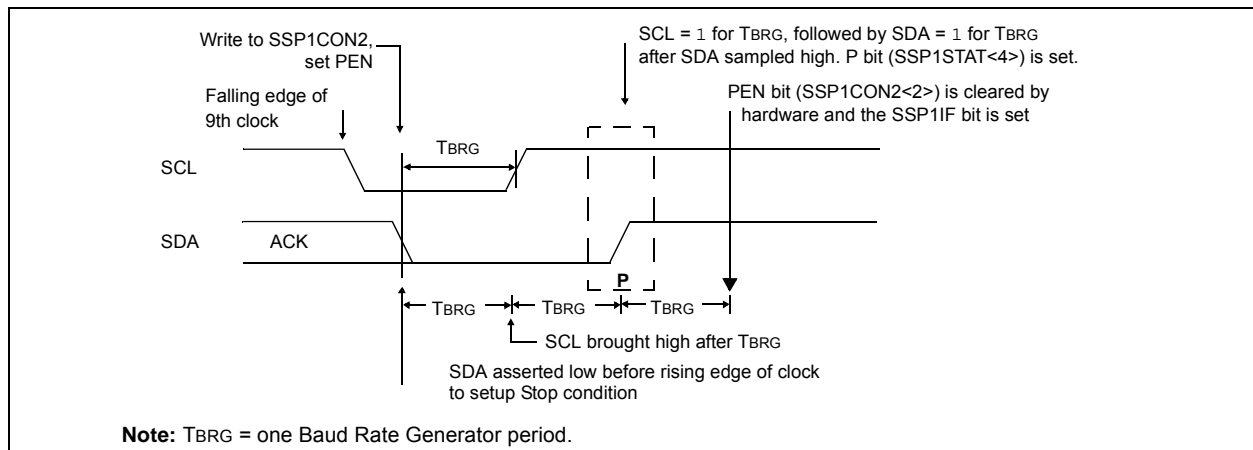 Write to SSP1CON2,
set PEN
SCL = 1 for TBRG, followed by SDA = 1 for TBRG
after SDA sampled high. P bit (SSP1STAT<4>) is set.
Falling edge of
9th clock
PEN bit (SSP1CON2<2>) is cleared by
hardware and the SSP1IF bit is set
TBRG
SCL
SDA
ACK
P
TBRG
TBRG
TBRG
SCL brought high after TBRG
SDA asserted low before rising edge of clock
to setup Stop condition
Note: TBRG = one Baud Rate Generator period.